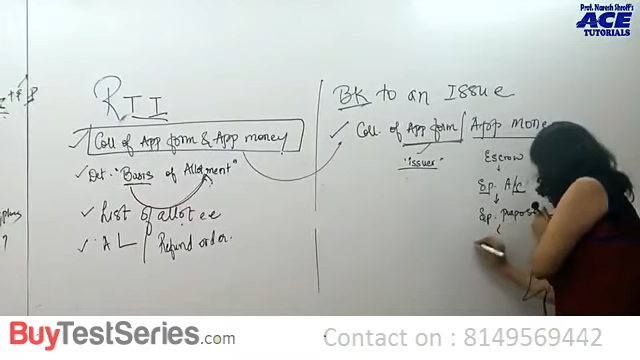 Prof. Naresh Shroff's
ACE
TUTORIALS
RTI
Coll of App form & App money
Det. "Basis of Allotment"
List of allotee
AL / Refund order.
BK to an Issue
Coll. of App form / App mone
"issuer"
Escrow
Sp. A/c
Sp. purpose
BuyTestSeries.com
Contact on : 8149569442